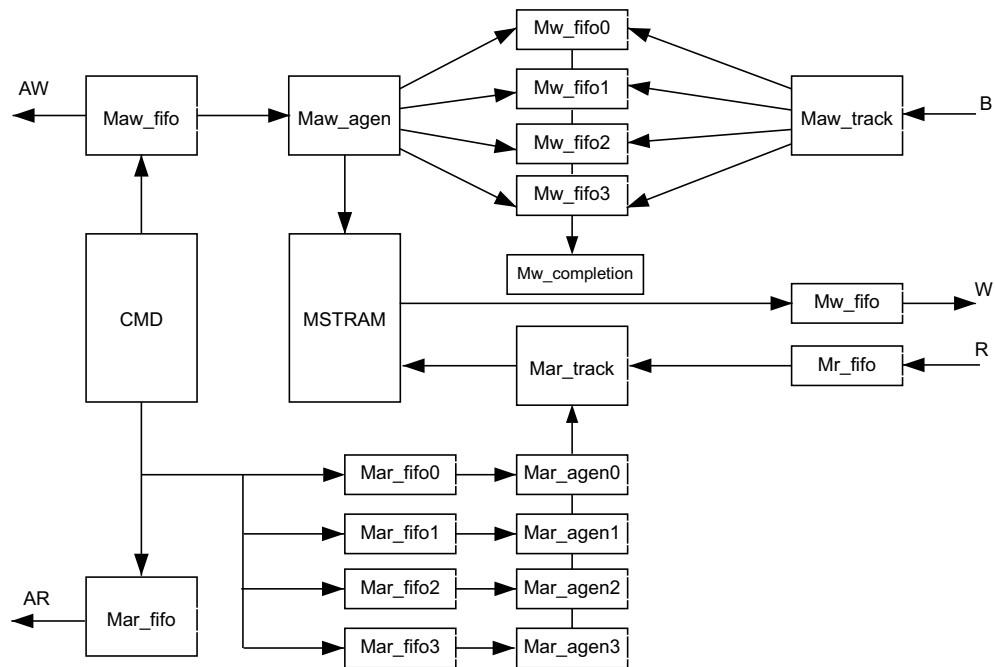 Mw_fifo0
AW
Maw_fifo
Maw_agen
Mw_fifo1
Maw_track
B
Mw_fifo2
Mw_fifo3
Mw_completion
CMD
MSTRAM
Mw_fifo
W
Mar_track
Mr_fifo
R
Mar_fifo0
Mar_agen0
Mar_fifo1
Mar_agen1
Mar_fifo2
Mar_agen2
AR
Mar_fifo
Mar_fifo3
Mar_agen3